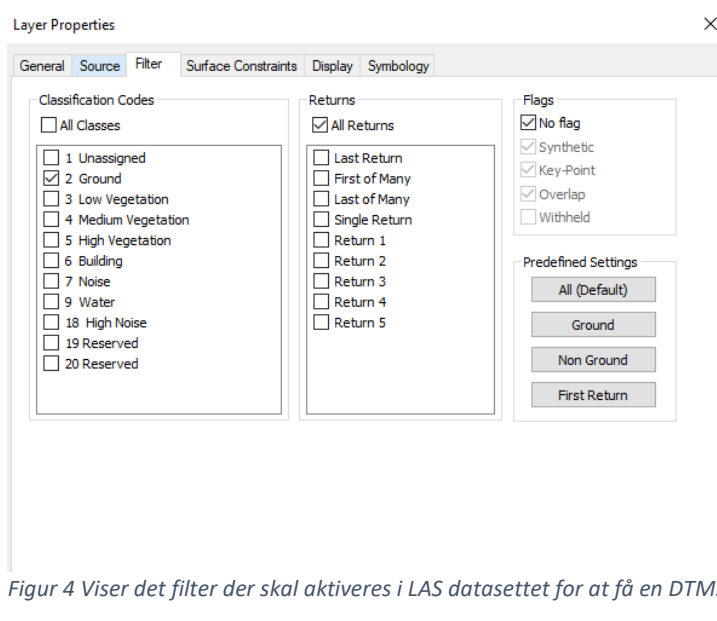 Layer Properties
General Source Filter Surface Constraints Display Symbology
Classification Codes
All Classes
1 Unassigned
2 Ground
3 Low Vegetation
4 Medium Vegetation
5 High Vegetation
6 Building
7 Noise
9 Water
18 High Noise
19 Reserved
20 Reserved
Returns
All Returns
Last Return
First of Many
Last of Many
Single Return
Return 1
Return 2
Return 3
Return 4
Return 5
Flags
No flag
Synthetic
Key-Point
Overlap
Withheld
Predefined Settings
All (Default)
Ground
Non Ground
First Return
Figur 4 Viser det filter der skal aktiveres i LAS datasettet for at få en DTM.